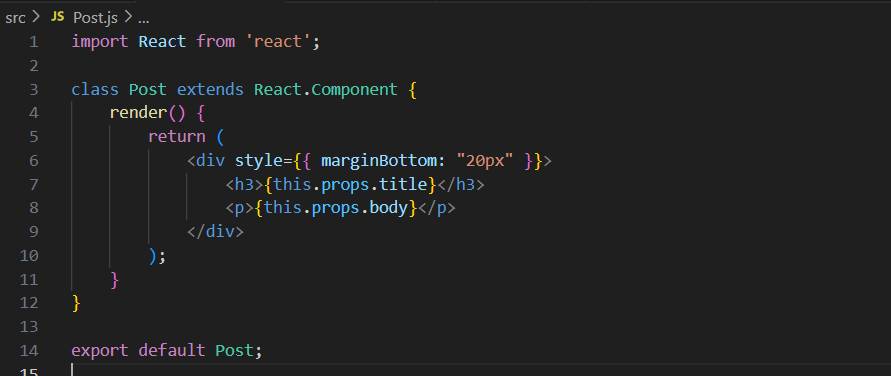 src > JS Post.js > ...
1 import React from 'react';
2
3 class Post extends React.Component {
4     render() {
5         return (
6             <div style={{ marginBottom: "20px" }}>
7                 <h3>{this.props.title}</h3>
8                 <p>{this.props.body}</p>
9             </div>
10         );
11     }
12 }
13
14 export default Post;
15